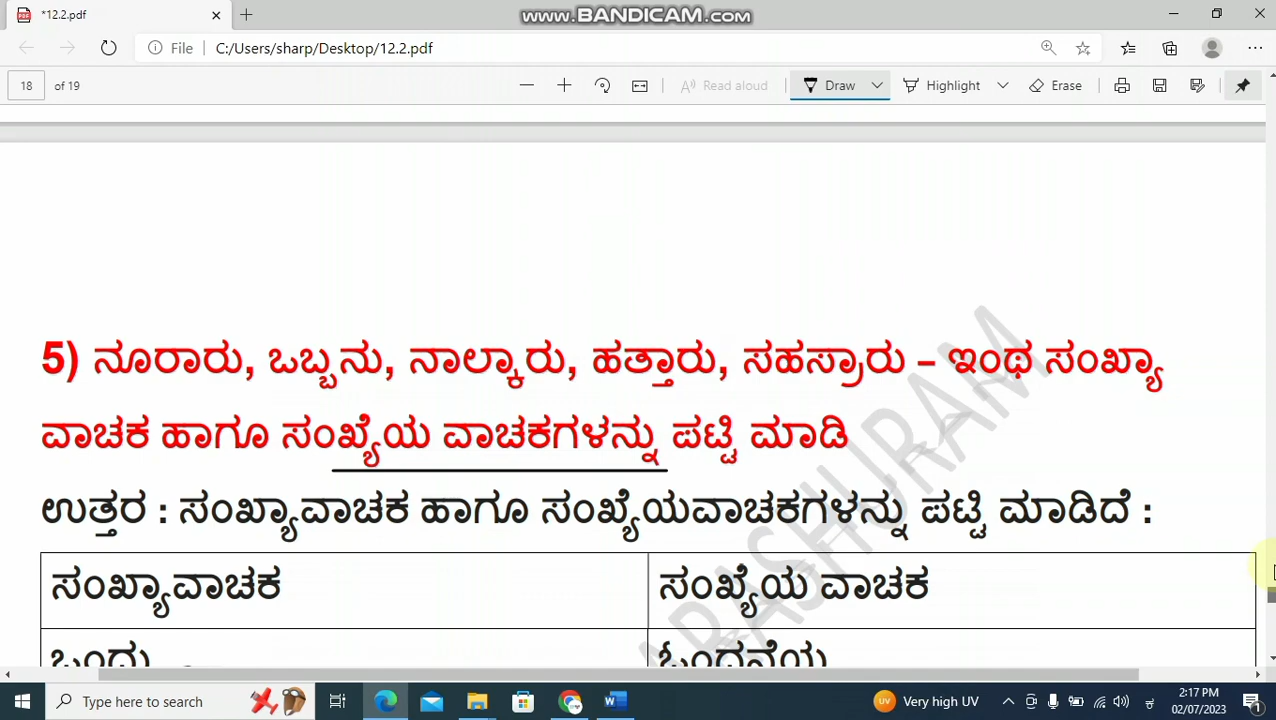 *12.2.pdf
www.BANDICAM.com
File C:/Users/sharp/Desktop/12.2.pdf
18 of 19 Read aloud Draw Highlight Erase
5) ನೂರಾರು, ಒಬ್ಬನು, ನಾಲ್ಕಾರು, ಹತ್ತಾರು, ಸಹಸ್ರಾರು – ಇಂಥ ಸಂಖ್ಯಾ
ವಾಚಕ ಹಾಗೂ ಸಂಖ್ಯೆಯ ವಾಚಕಗಳನ್ನು ಪಟ್ಟಿ ಮಾಡಿ
ಉತ್ತರ : ಸಂಖ್ಯಾವಾಚಕ ಹಾಗೂ ಸಂಖ್ಯೆಯವಾಚಕಗಳನ್ನು ಪಟ್ಟಿ ಮಾಡಿದೆ :
ಸಂಖ್ಯಾವಾಚಕ ಸಂಖ್ಯೆಯ ವಾಚಕ
ಒಂದು ಓಂದನೆಯ
ARASHURAM
Type here to search Very high UV 2:17 PM
02/07/2023